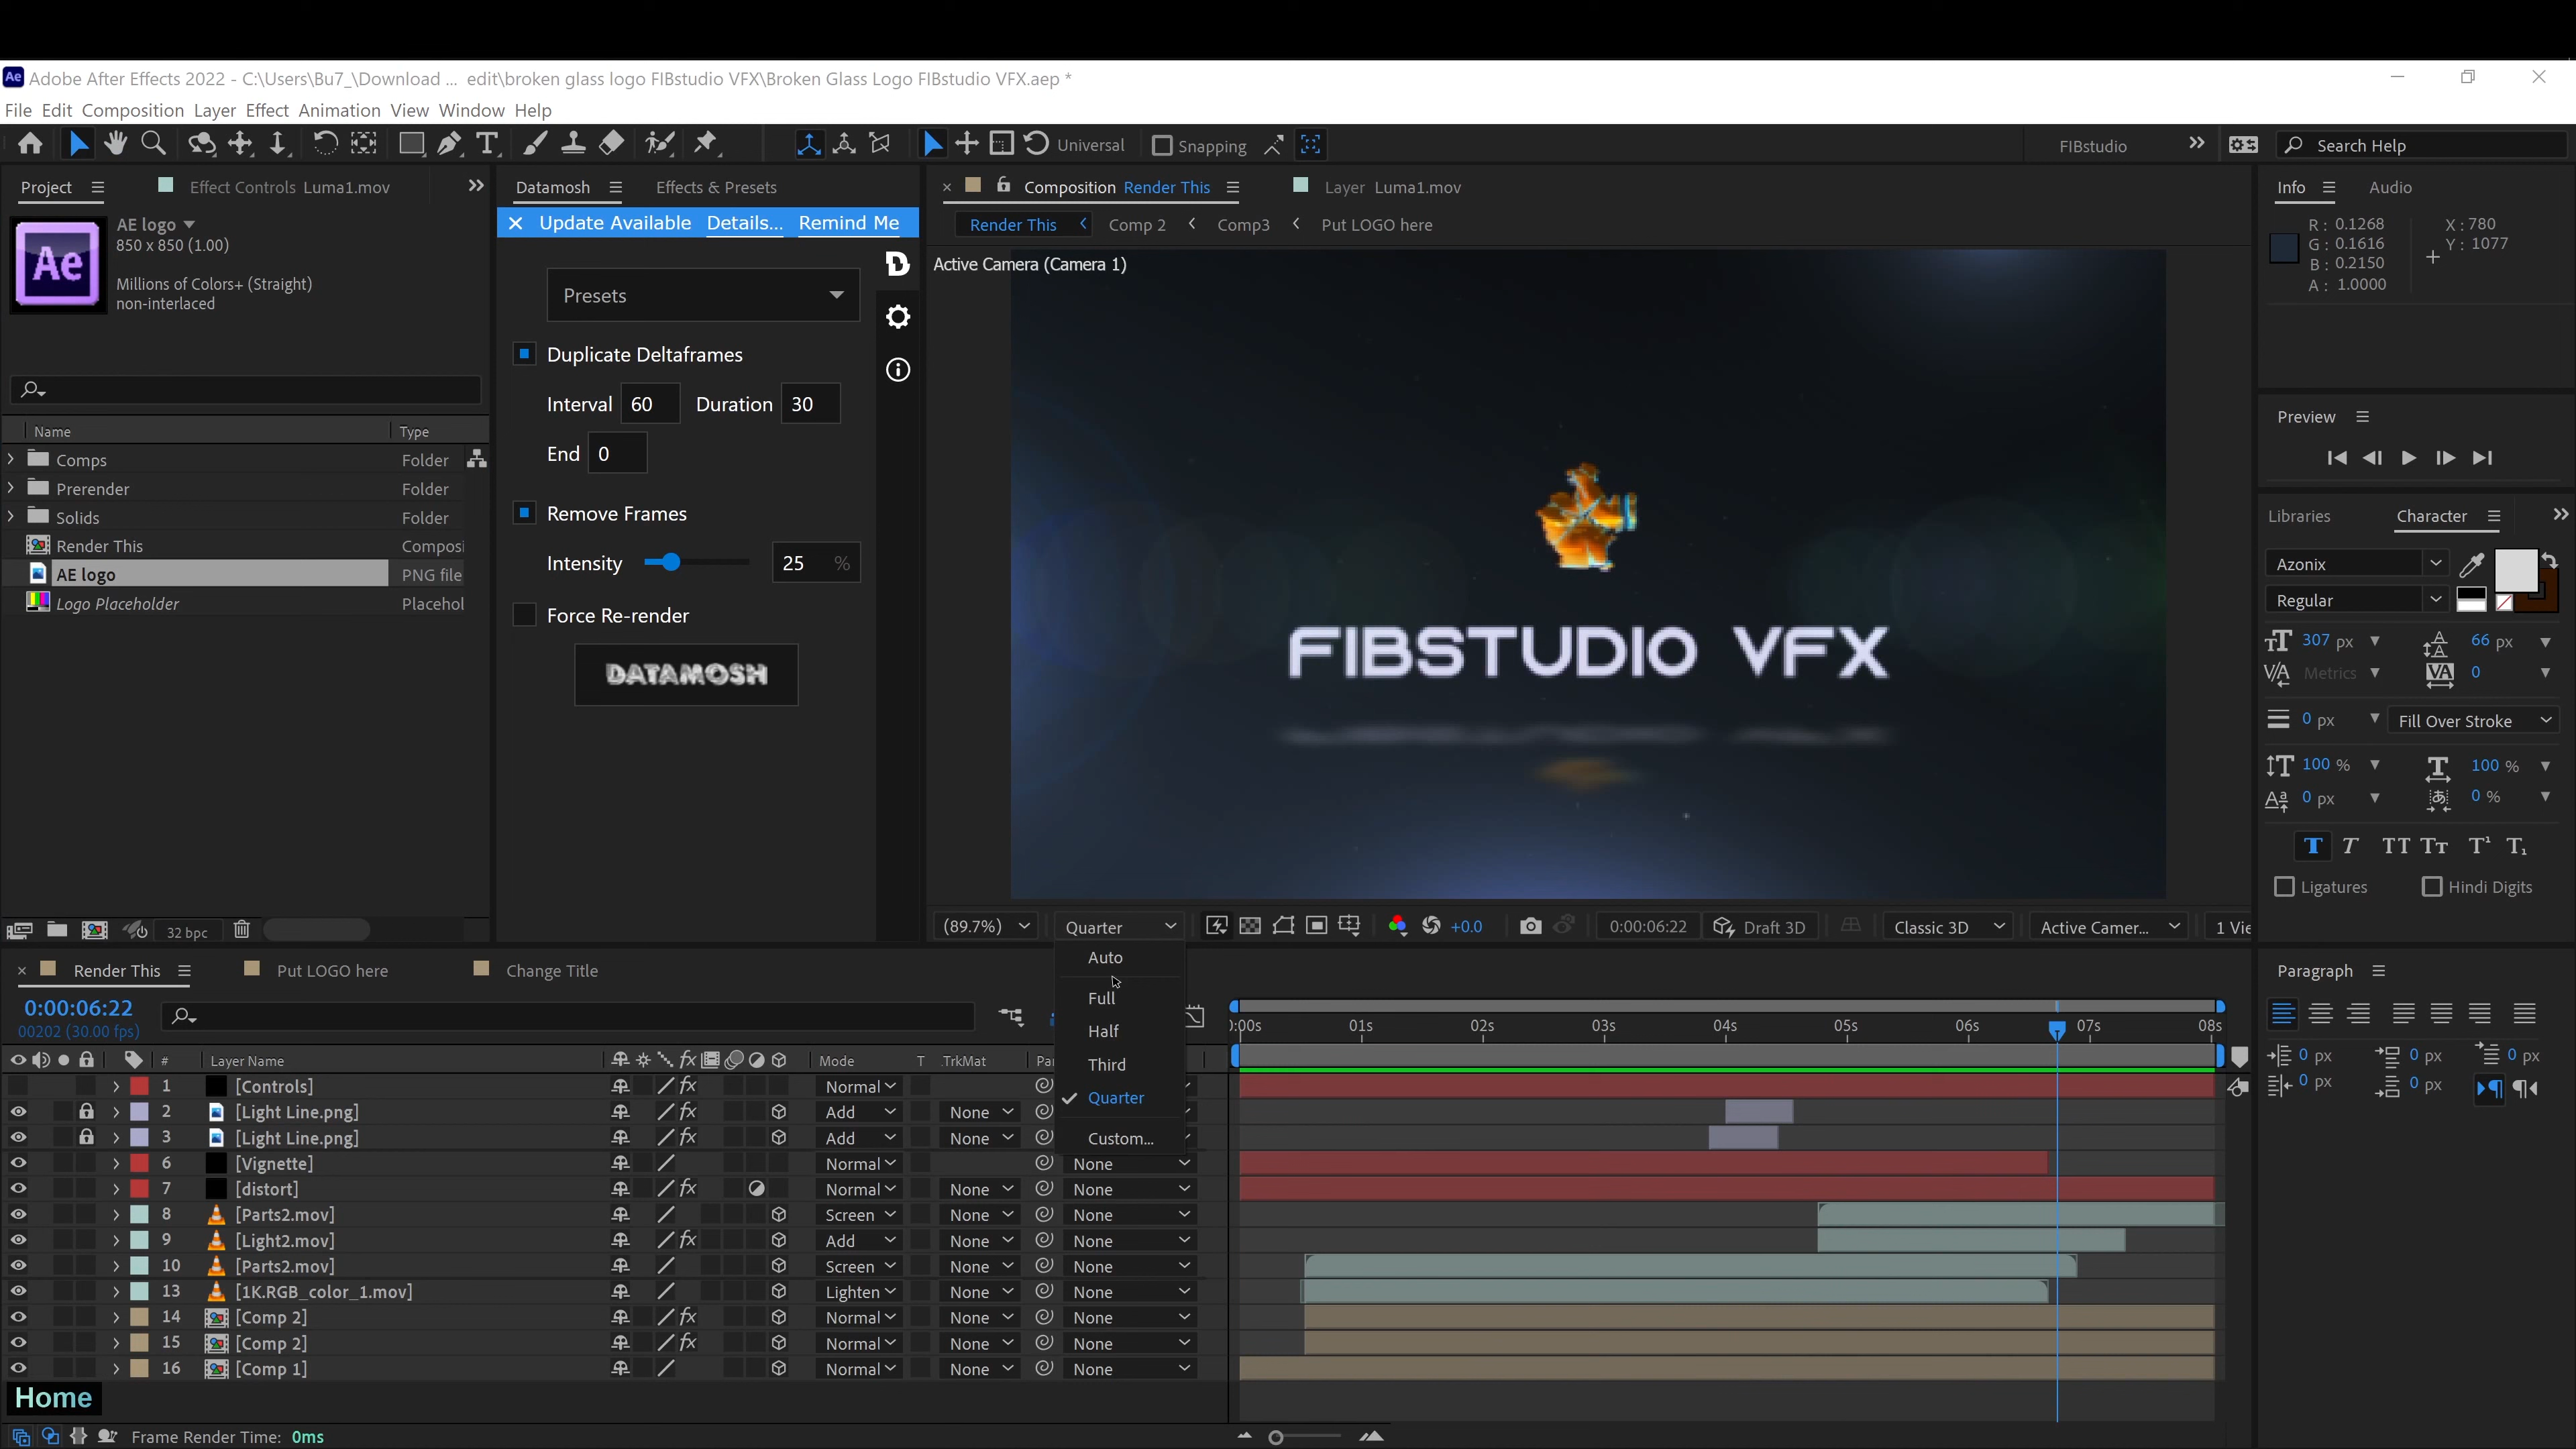 Ae Adobe After Effects 2022 - C:\Users\Bu7_\Download ... edit\broken glass logo FIBstudio VFX\Broken Glass Logo FIBstudio VFX.aep *
File Edit Composition Layer Effect Animation View Window Help
Universal Snapping FIBstudio Search Help
Project Effect Controls Luma1.mov
Ae
AE logo
850 x 850 (1.00)
Millions of Colors+ (Straight)
non-interlaced
Name Type
Comps Folder
Prerender Folder
Solids Folder
Render This Composi
AE logo PNG file
Logo Placeholder Placehol
32 bpc
Datamosh Effects & Presets
Update Available Details... Remind Me
Presets
Duplicate Deltaframes
Interval 60 Duration 30
End 0
Remove Frames
Intensity 25 %
Force Re-render
DATAMOSH
Composition Render This Layer Luma1.mov
Render This Comp 2 Comp3 Put LOGO here
Active Camera (Camera 1)
FIBSTUDIO VFX
(89.7%) Quarter +0.0 0:00:06:22 Draft 3D Classic 3D Active Camer... 1 Vie
Auto
Full
Half
Third
Quarter
Custom...
Info Audio
R: 0.1268 X: 780
G: 0.1616 Y: 1077
B: 0.2150
A: 1.0000
Preview
Libraries Character
Azonix
Regular
307 px 66 px
Metrics 0
0 px Fill Over Stroke
100 % 100 %
0 px 0 %
Ligatures Hindi Digits
Paragraph
0 px 0 px 0 px
0 px 0 px
Render This Put LOGO here Change Title
0:00:06:22
00202 (30.00 fps)
:00s 01s 02s 03s 04s 05s 06s 07s 08s
# Layer Name Mode T .TrkMat Pa
1 [Controls] Normal
2 [Light Line.png] Add None
3 [Light Line.png] Add None
6 [Vignette] Normal None
7 [distort] Normal None None
8 [Parts2.mov] Screen None None
9 [Light2.mov] Add None None
10 [Parts2.mov] Screen None None
13 [1K.RGB_color_1.mov] Lighten None None
14 [Comp 2] Normal None None
15 [Comp 2] Normal None None
16 [Comp 1] Normal None None
Home
Frame Render Time: 0ms